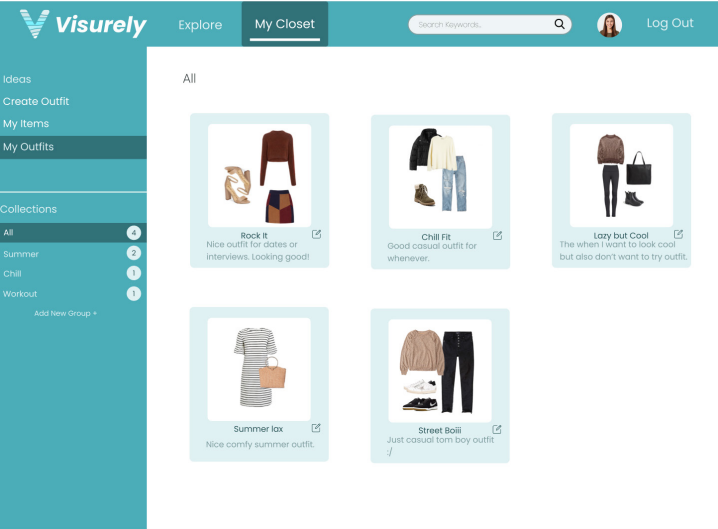 Visurely
Explore
My Closet
Search Keywords..
Log Out
Ideas
Create Outfit
My Items
My Outfits
Collections
All 4
Summer 2
Chill 1
Workout 1
Add New Group +
All
Rock It
Nice outfit for dates or
interviews. Looking good!
Chill Fit
Good casual outfit for
whenever.
Lazy but Cool
The when I want to look cool
but also don't want to try outfit.
Summer lax
Nice comfy summer outfit.
Street Boiii
Just casual tom boy outfit
:/